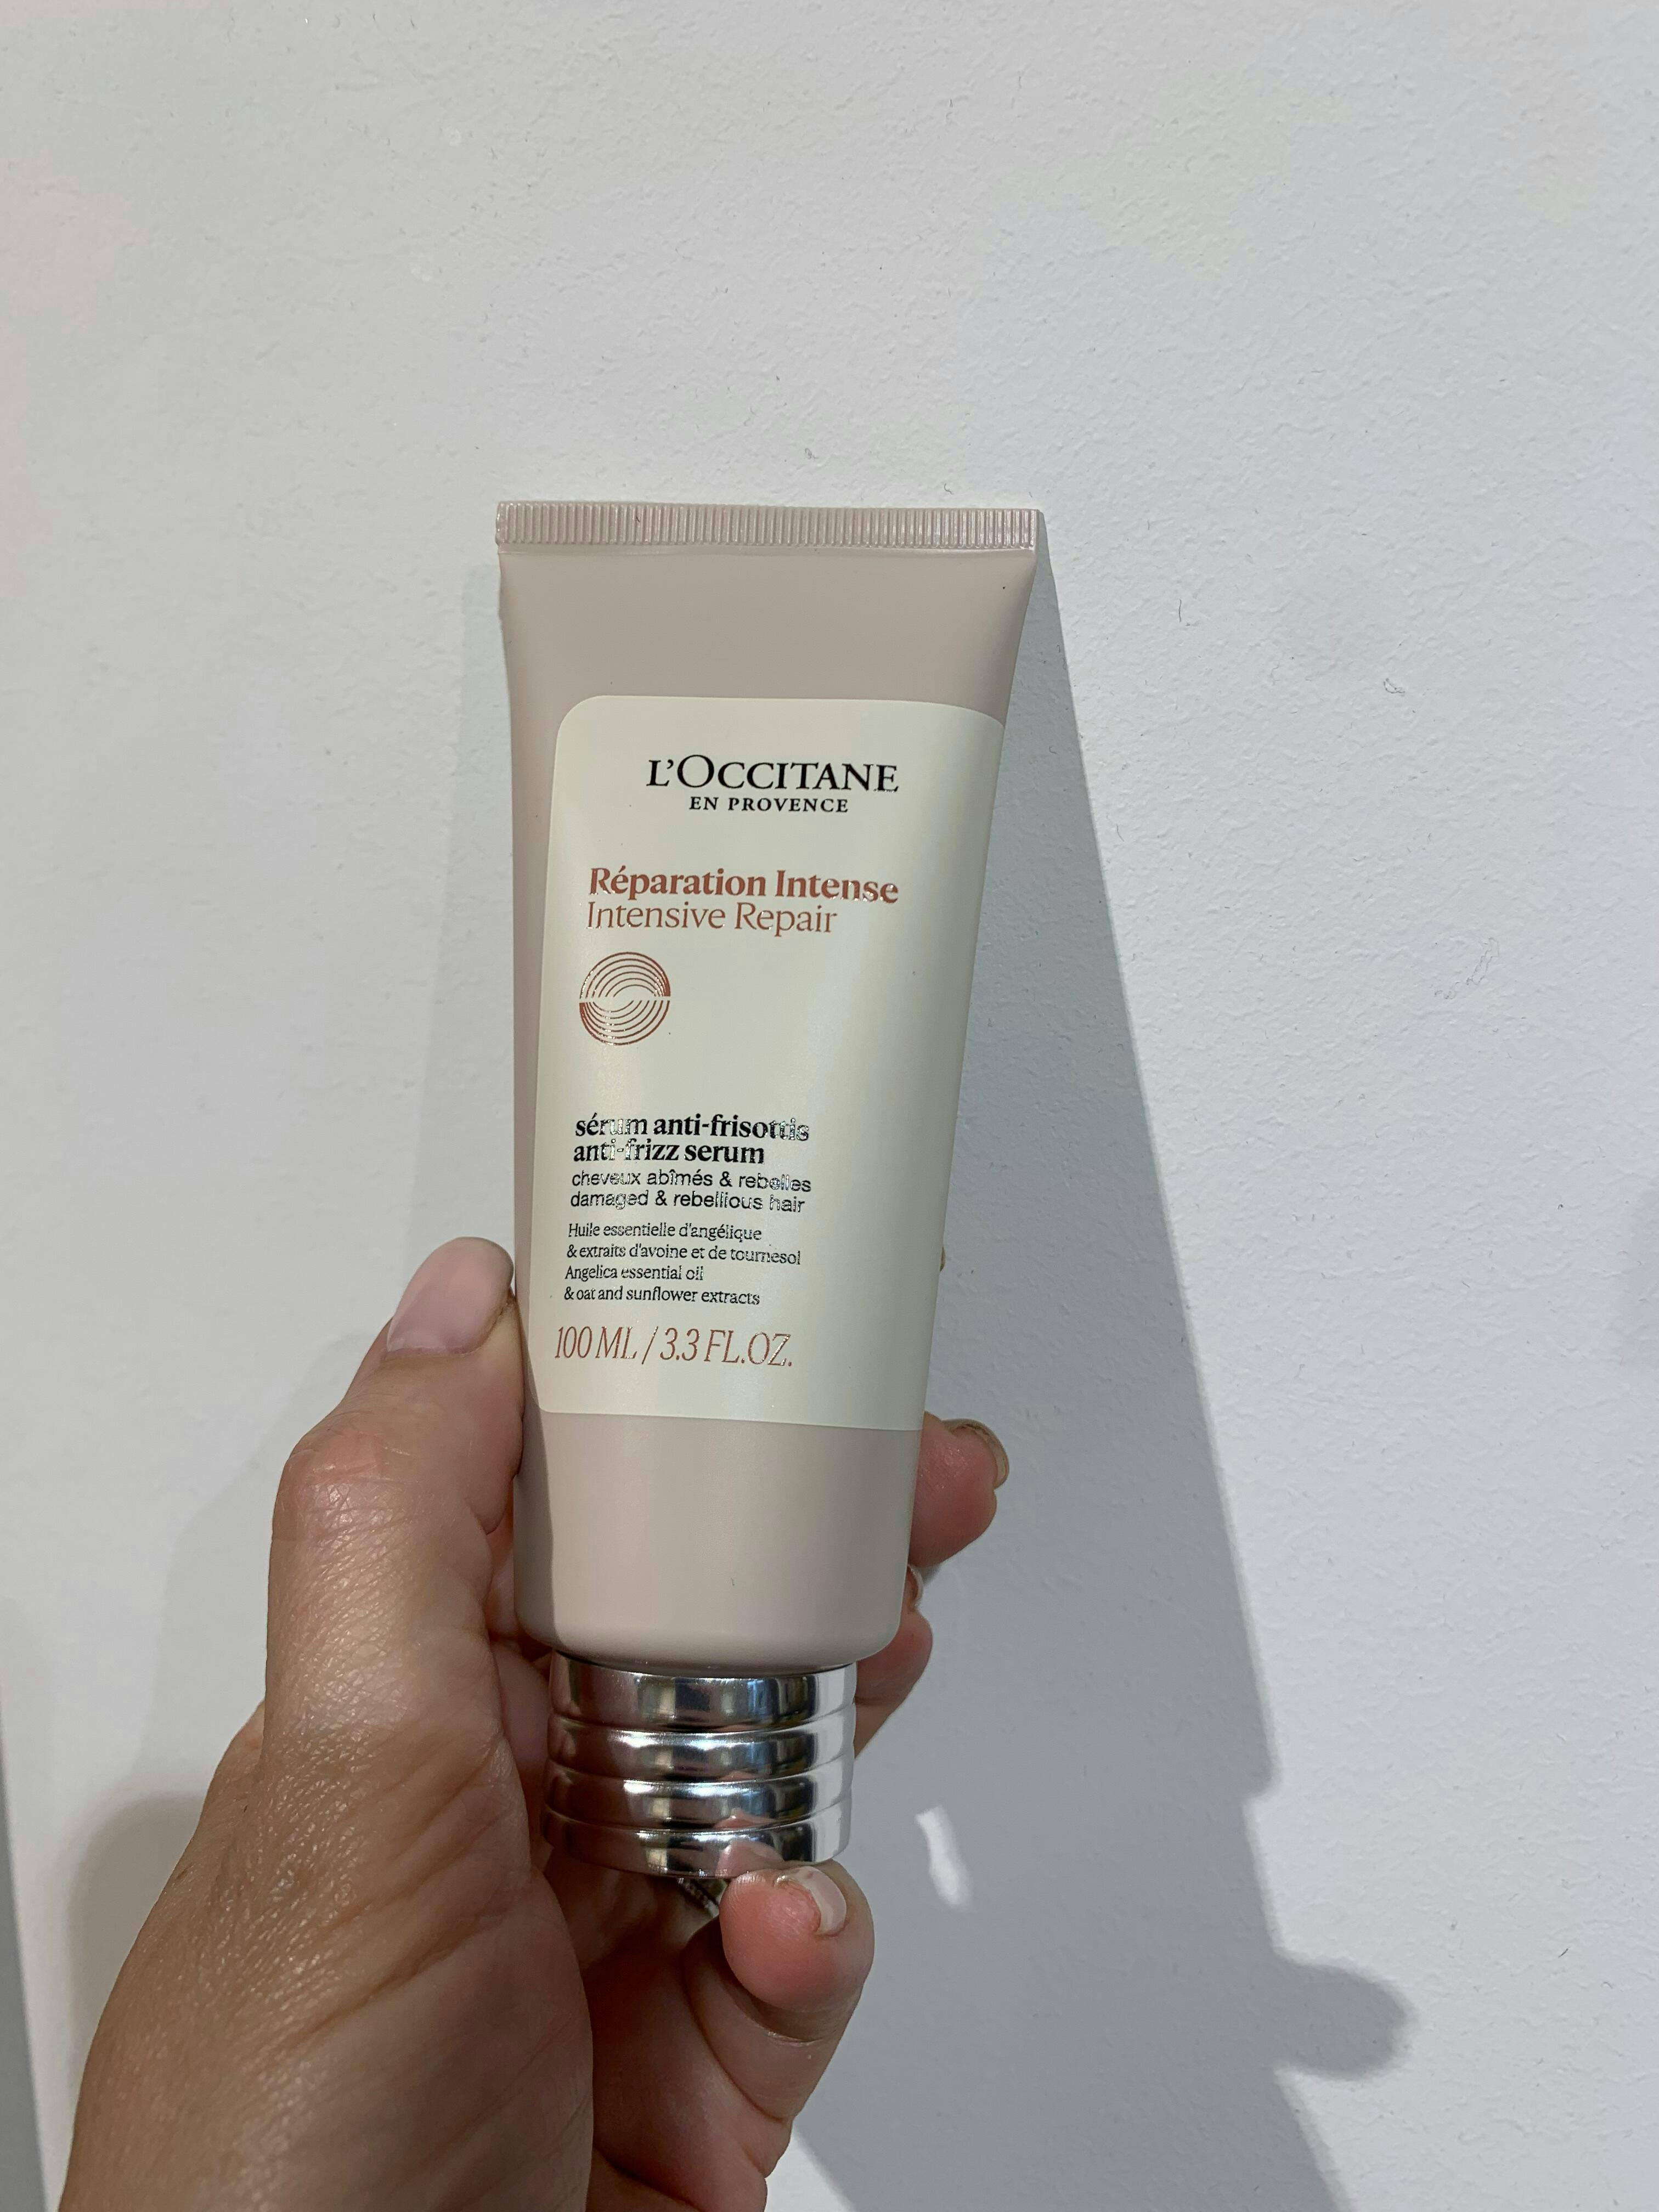 L'OCCITANE
EN PROVENCE
Réparation Intense
Intensive Repair
sérum anti-frisottis
anti-frizz serum
cheveux abîmés & rebelles
damaged & rebellious hair
Huile essentielle d'angélique
& extraits d'avoine et de tournesol
Angelica essential oil
& oat and sunflower extracts
100 ML / 3.3 FL.OZ.